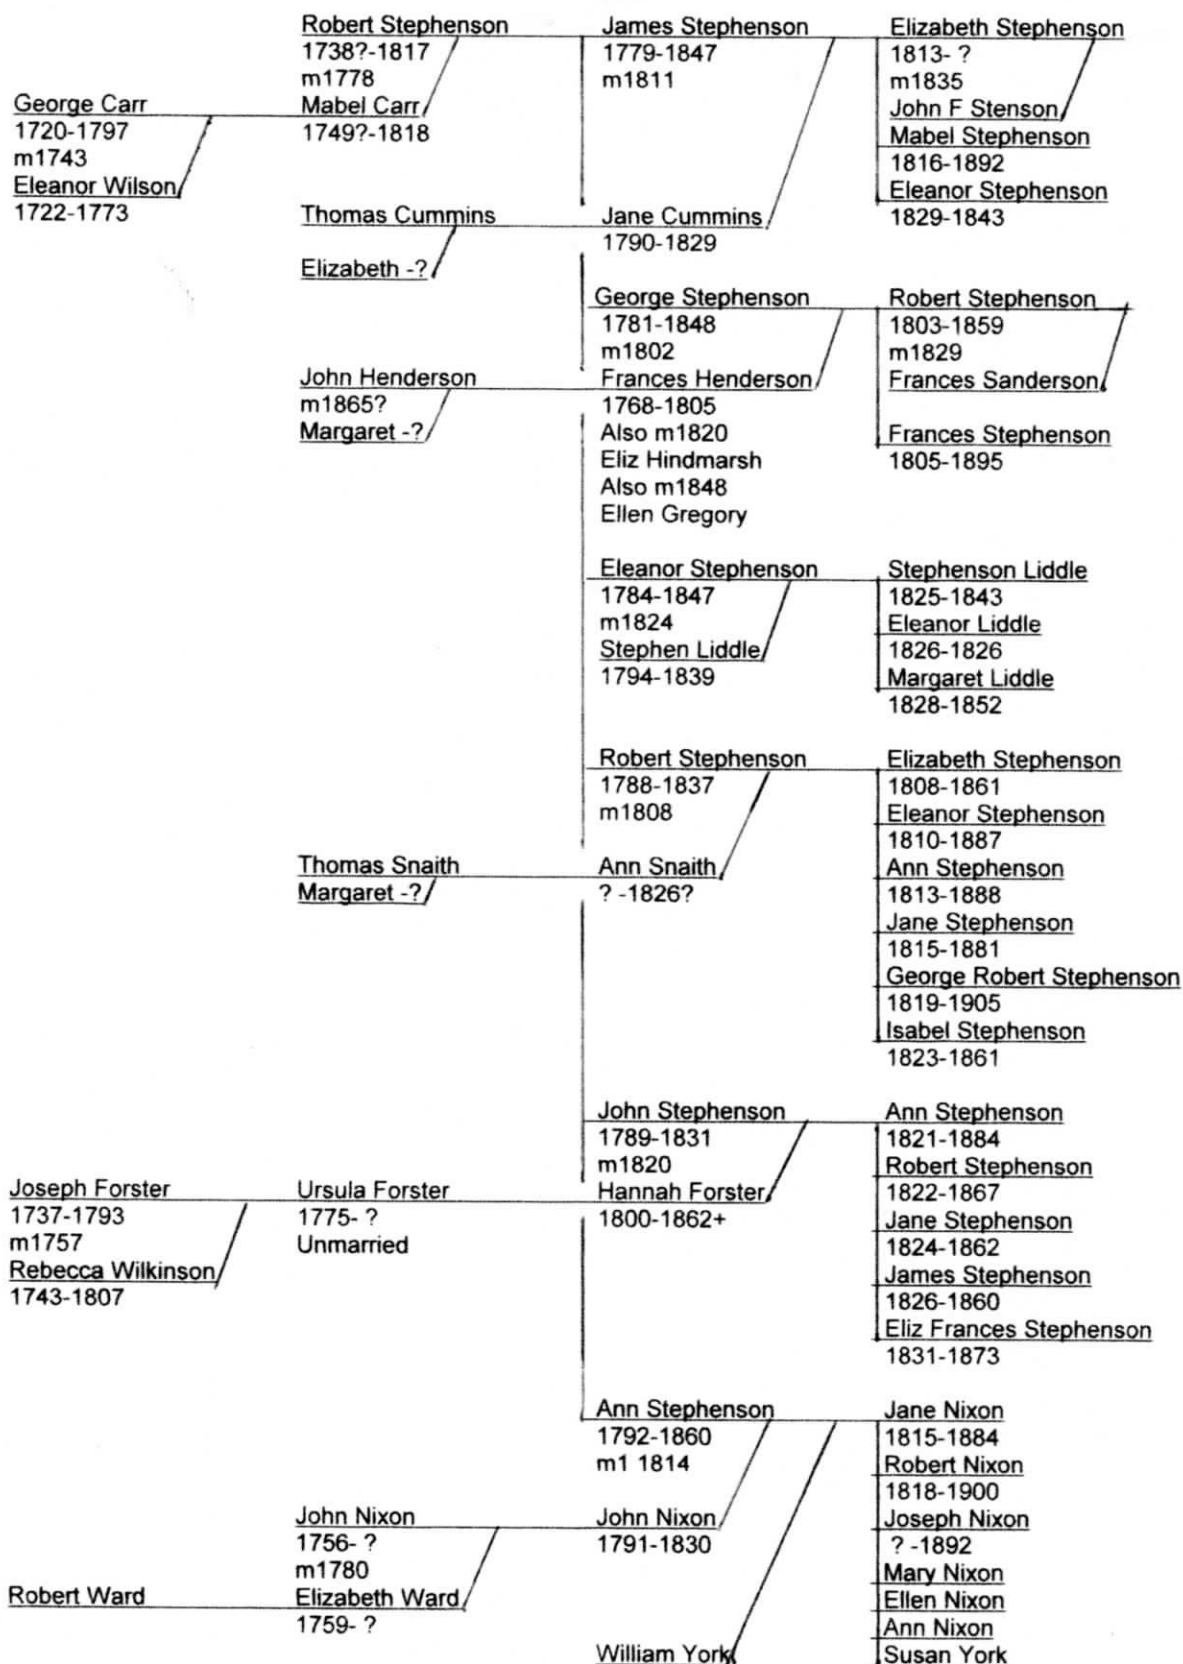 George Carr
1720-1797
m1743
Eleanor Wilson
1722-1773
Joseph Forster
1737-1793
m1757
Rebecca Wilkinson
1743-1807
Robert Ward
Robert Stephenson
1738?-1817
m1778
Mabel Carr
1749?-1818
Thomas Cummins
Elizabeth -?
John Henderson
m1865?
Margaret -?
Thomas Snaith
Margaret -?
Ursula Forster
1775- ?
Unmarried
John Nixon
1756- ?
m1780
Elizabeth Ward
1759- ?
James Stephenson
1779-1847
m1811
Jane Cummins
1790-1829
George Stephenson
1781-1848
m1802
Frances Henderson
1768-1805
Also m1820
Eliz Hindmarsh
Also m1848
Ellen Gregory
Eleanor Stephenson
1784-1847
m1824
Stephen Liddle
1794-1839
Robert Stephenson
1788-1837
m1808
Ann Snaith
? -1826?
John Stephenson
1789-1831
m1820
Hannah Forster
1800-1862+
Ann Stephenson
1792-1860
m1 1814
John Nixon
1791-1830
William York
Elizabeth Stephenson
1813- ?
m1835
John F Stenson
Mabel Stephenson
1816-1892
Eleanor Stephenson
1829-1843
Robert Stephenson
1803-1859
m1829
Frances Sanderson
Frances Stephenson
1805-1895
Stephenson Liddle
1825-1843
Eleanor Liddle
1826-1826
Margaret Liddle
1828-1852
Elizabeth Stephenson
1808-1861
Eleanor Stephenson
1810-1887
Ann Stephenson
1813-1888
Jane Stephenson
1815-1881
George Robert Stephenson
1819-1905
Isabel Stephenson
1823-1861
Ann Stephenson
1821-1884
Robert Stephenson
1822-1867
Jane Stephenson
1824-1862
James Stephenson
1826-1860
Eliz Frances Stephenson
1831-1873
Jane Nixon
1815-1884
Robert Nixon
1818-1900
Joseph Nixon
? -1892
Mary Nixon
Ellen Nixon
Ann Nixon
Susan York